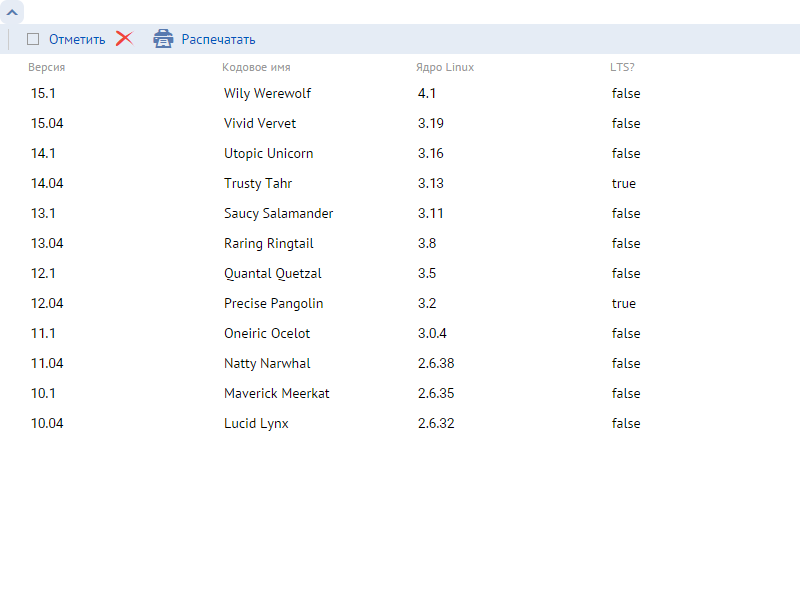 Отметить Распечатать
Версия Кодовое имя Ядро Linux LTS?
15.1 Wily Werewolf 4.1 false
15.04 Vivid Vervet 3.19 false
14.1 Utopic Unicorn 3.16 false
14.04 Trusty Tahr 3.13 true
13.1 Saucy Salamander 3.11 false
13.04 Raring Ringtail 3.8 false
12.1 Quantal Quetzal 3.5 false
12.04 Precise Pangolin 3.2 true
11.1 Oneiric Ocelot 3.0.4 false
11.04 Natty Narwhal 2.6.38 false
10.1 Maverick Meerkat 2.6.35 false
10.04 Lucid Lynx 2.6.32 false